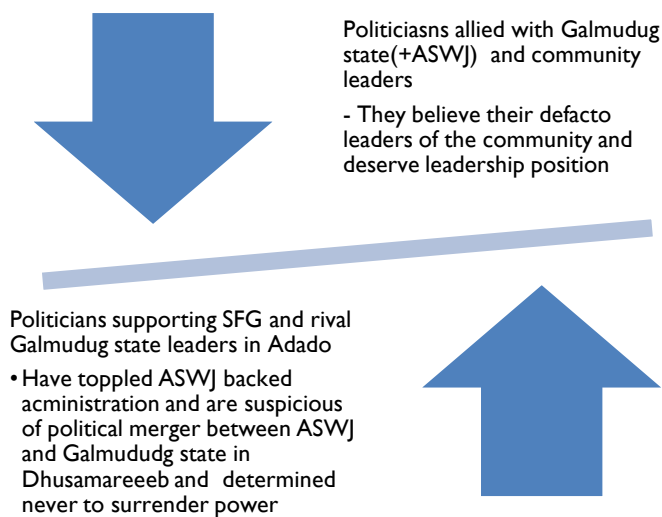 Politiciasns allied with Galmudug
state(+ASWJ)  and community
leaders
- They believe their defacto
leaders of the community and
deserve leadership position
Politicians supporting SFG and rival
Galmudug state leaders in Adado
• Have toppled ASWJ backed
acministration and are suspicious
of political merger between ASWJ
and Galmududg state in
Dhusamareeeb and  determined
never to surrender power